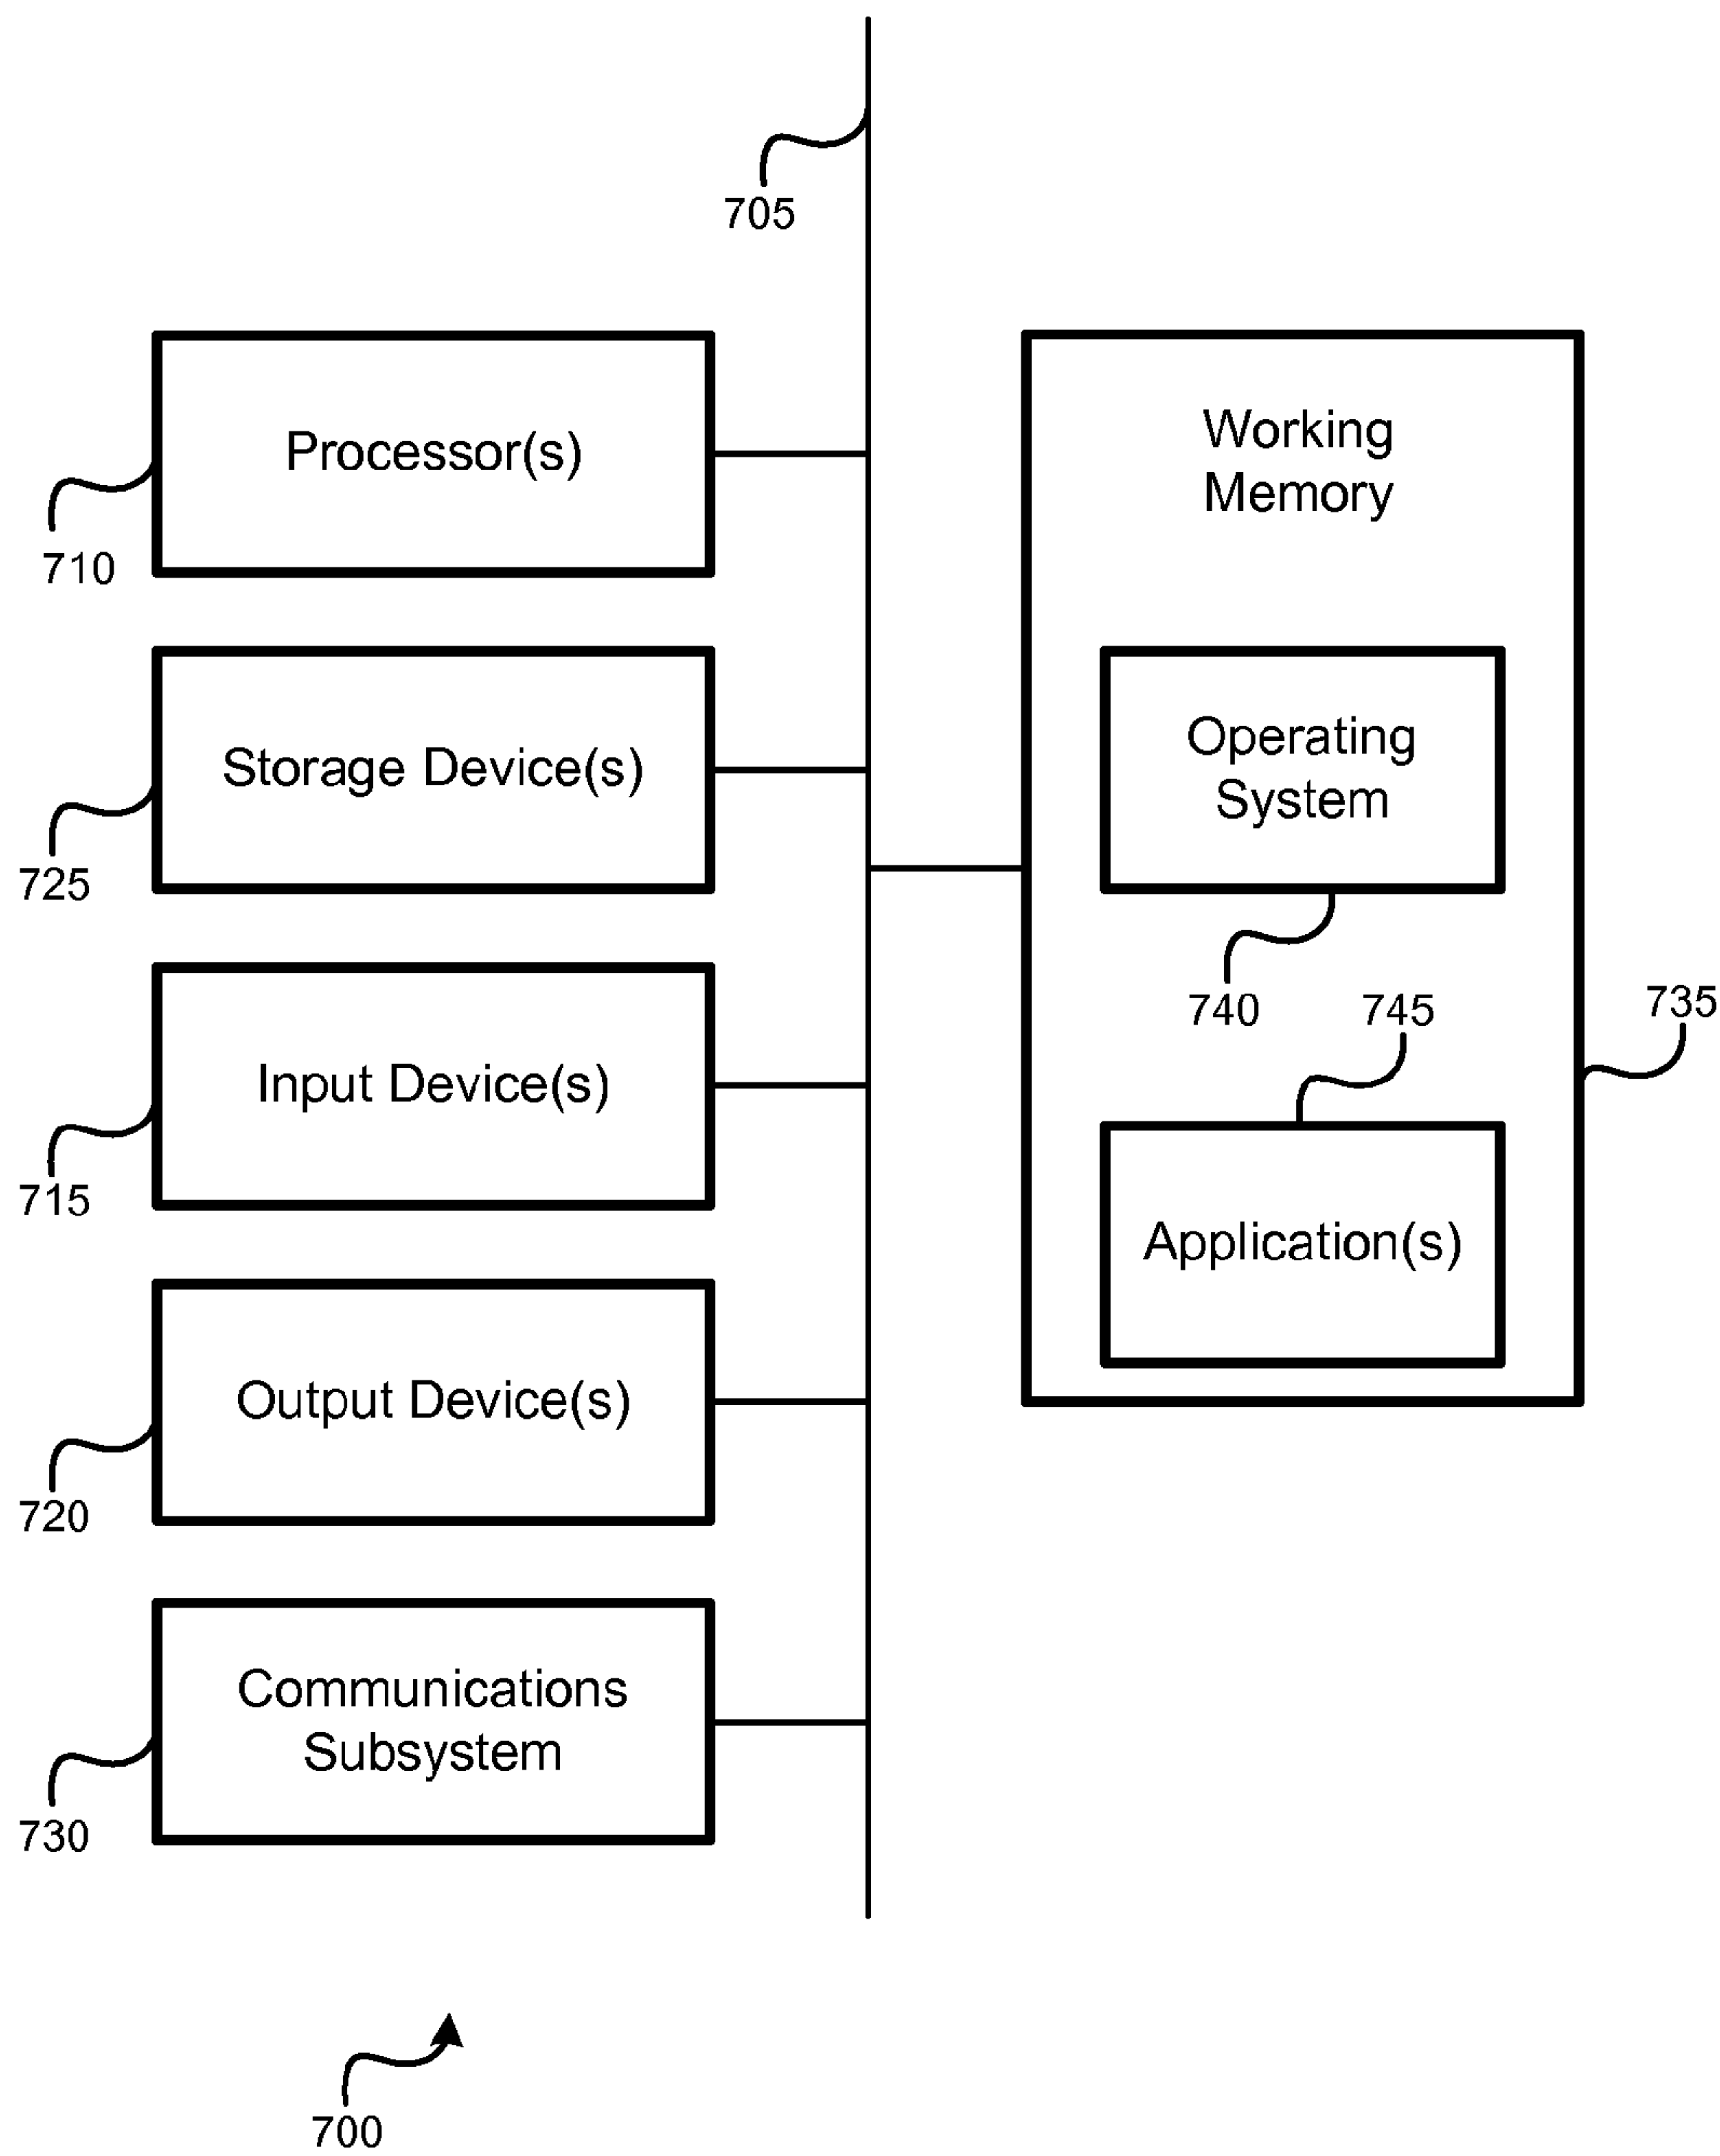 705
Processor(s)
710
Working
Memory
Storage Device(s)
725
Operating
System
740
745
735
Input Device(s)
715
Application(s)
Output Device(s)
720
Communications
Subsystem
730
700